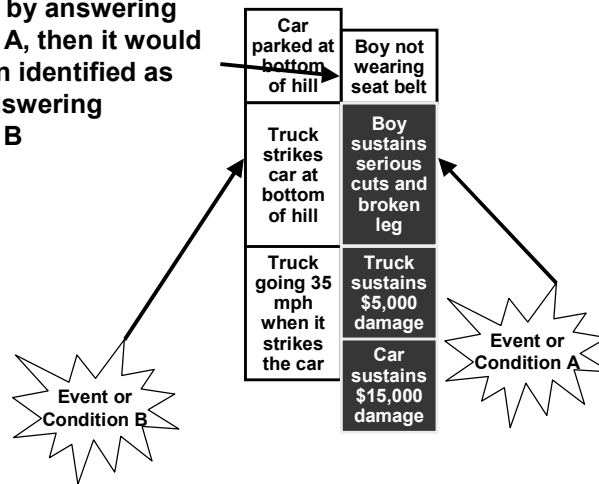 by answering
A, then it would
n identified as
swering
B
Car
parked at
bottom
of hill
Boy not
wearing
seat belt
Truck
strikes
car at
bottom
of hill
Boy
sustains
serious
cuts and
broken
leg
Truck
going 35
mph
when it
strikes
the car
Truck
sustains
$5,000
damage
Car
sustains
$15,000
damage
Event or
Condition A
Event or
Condition B